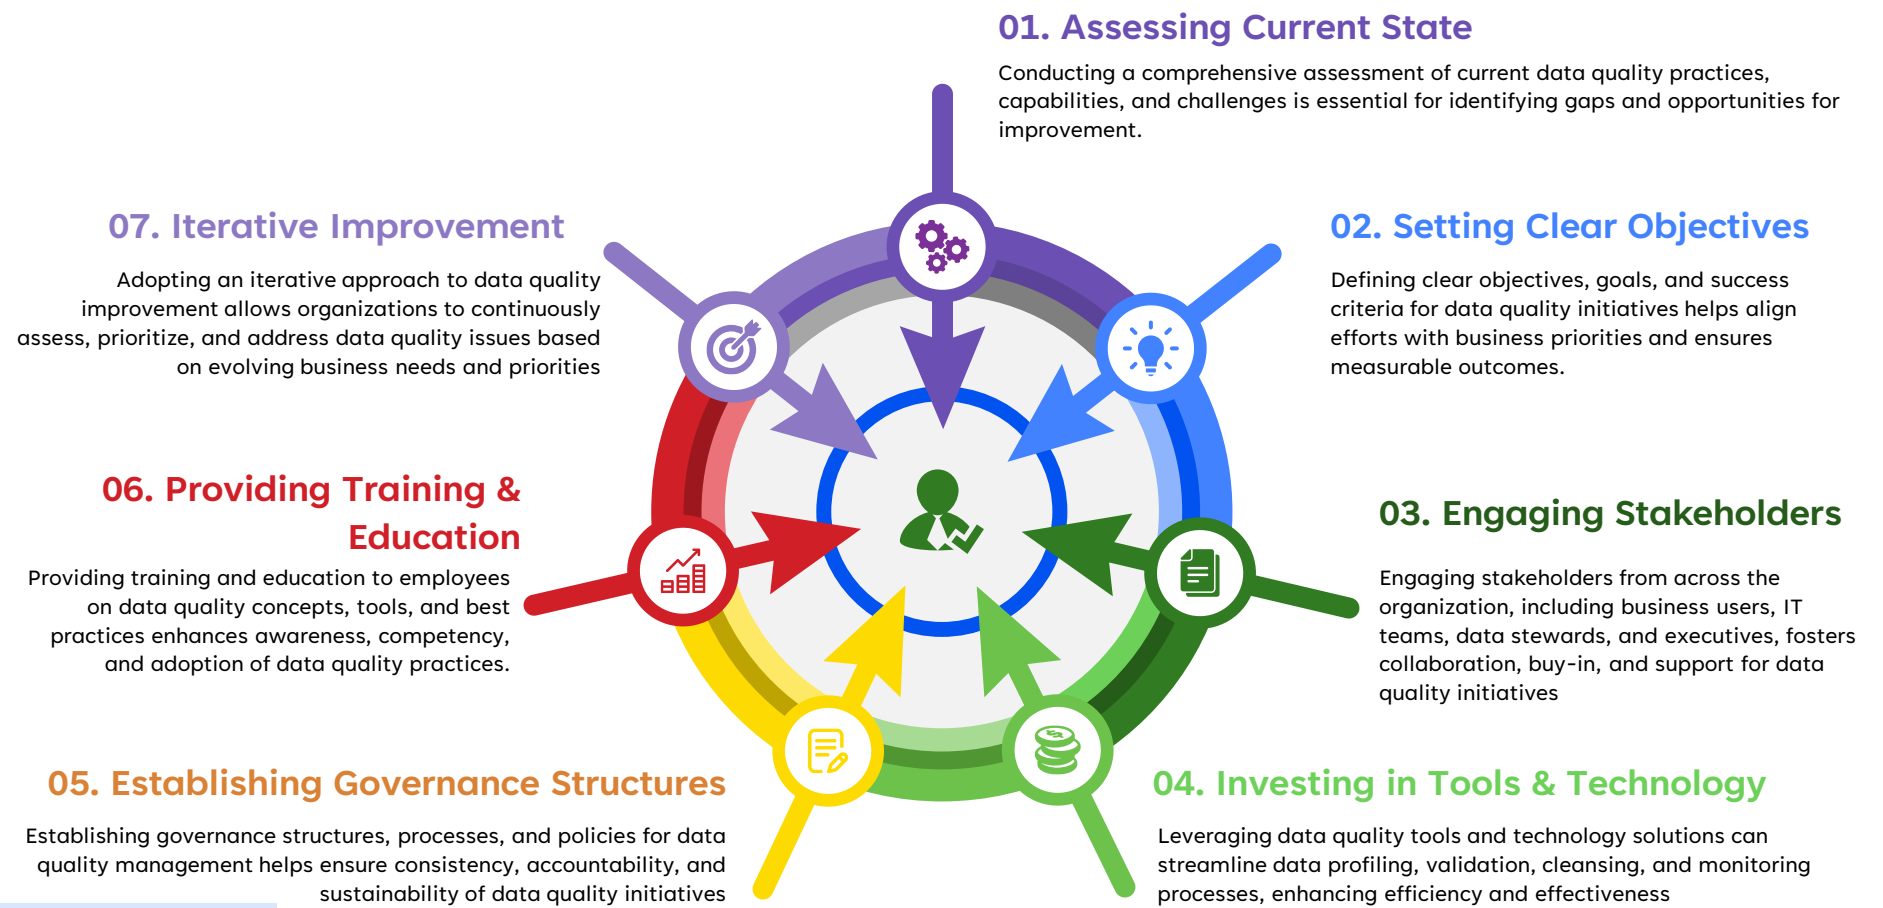 01. Assessing Current State
Conducting a comprehensive assessment of current data quality practices,
capabilities, and challenges is essential for identifying gaps and opportunities for
improvement.
02. Setting Clear Objectives
Defining clear objectives, goals, and success
criteria for data quality initiatives helps align
efforts with business priorities and ensures
measurable outcomes.
03. Engaging Stakeholders
Engaging stakeholders from across the
organization, including business users, IT
teams, data stewards, and executives, fosters
collaboration, buy-in, and support for data
quality initiatives
04. Investing in Tools & Technology
Leveraging data quality tools and technology solutions can
streamline data profiling, validation, cleansing, and monitoring
processes, enhancing efficiency and effectiveness
05. Establishing Governance Structures
Establishing governance structures, processes, and policies for data
quality management helps ensure consistency, accountability, and
sustainability of data quality initiatives
06. Providing Training &
Education
Providing training and education to employees
on data quality concepts, tools, and best
practices enhances awareness, competency,
and adoption of data quality practices.
07. Iterative Improvement
Adopting an iterative approach to data quality
improvement allows organizations to continuously
assess, prioritize, and address data quality issues based
on evolving business needs and priorities